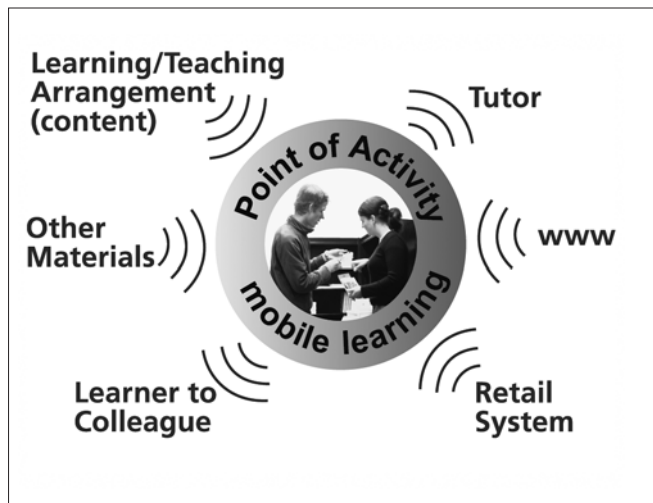 Learning/Teaching
Arrangement
(content)
Tutor
Point of Activity
Other
Materials
www
mobile learning
Learner to
Colleague
Retail
System